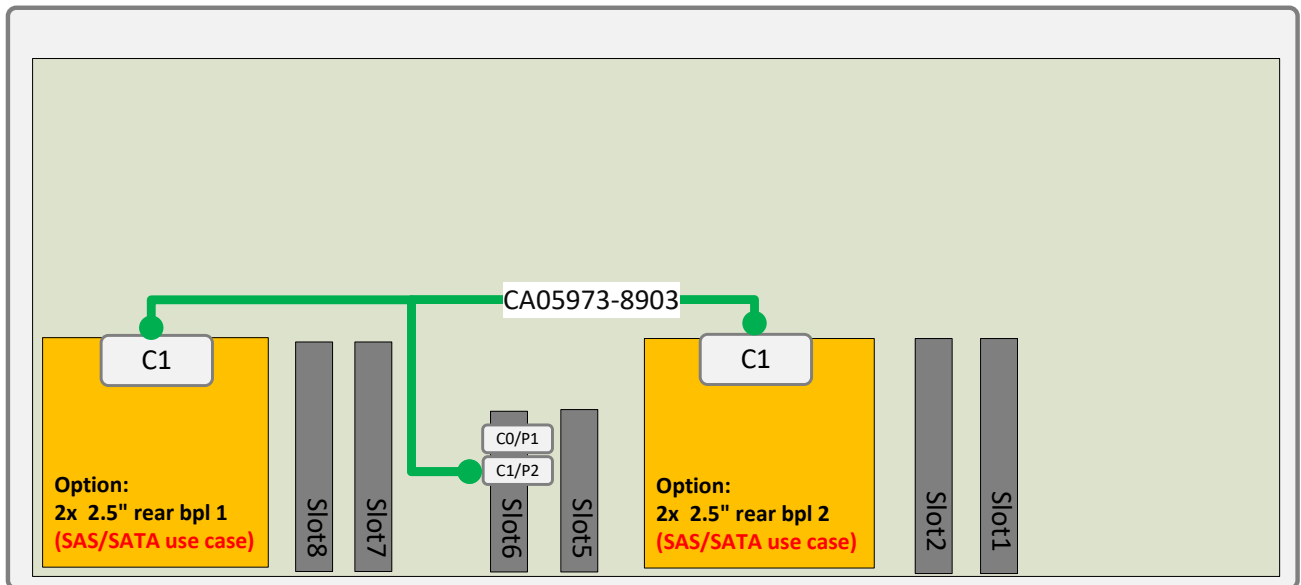 CA05973-8903
C1
C1
C0/P1
C1/P2
Option:
2x 2.5" rear bpl 1
(SAS/SATA use case)
Slot8
Slot7
Slot6
Slot5
Option:
2x 2.5" rear bpl 2
(SAS/SATA use case)
Slot2
Slot1